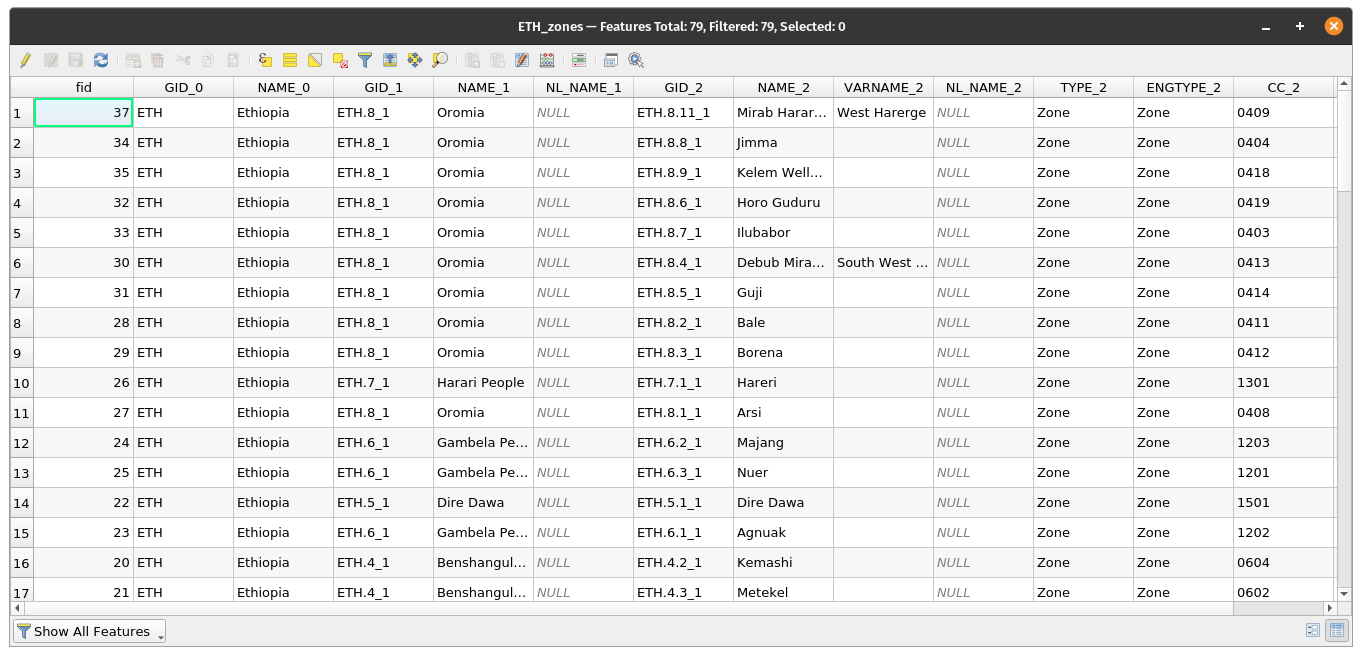 ETH_zones — Features Total: 79, Filtered: 79, Selected: 0
fid GID_0 NAME_0 GID_1 NAME_1 NL_NAME_1 GID_2 NAME_2 VARNAME_2 NL_NAME_2 TYPE_2 ENGTYPE_2 CC_2
1 37 ETH Ethiopia ETH.8_1 Oromia NULL ETH.8.11_1 Mirab Harar... West Harerge NULL Zone Zone 0409
2 34 ETH Ethiopia ETH.8_1 Oromia NULL ETH.8.8_1 Jimma NULL Zone Zone 0404
3 35 ETH Ethiopia ETH.8_1 Oromia NULL ETH.8.9_1 Kelem Well... NULL Zone Zone 0418
4 32 ETH Ethiopia ETH.8_1 Oromia NULL ETH.8.6_1 Horo Guduru NULL Zone Zone 0419
5 33 ETH Ethiopia ETH.8_1 Oromia NULL ETH.8.7_1 Ilubabor NULL Zone Zone 0403
6 30 ETH Ethiopia ETH.8_1 Oromia NULL ETH.8.4_1 Debub Mira... South West ... NULL Zone Zone 0413
7 31 ETH Ethiopia ETH.8_1 Oromia NULL ETH.8.5_1 Guji NULL Zone Zone 0414
8 28 ETH Ethiopia ETH.8_1 Oromia NULL ETH.8.2_1 Bale NULL Zone Zone 0411
9 29 ETH Ethiopia ETH.8_1 Oromia NULL ETH.8.3_1 Borena NULL Zone Zone 0412
10 26 ETH Ethiopia ETH.7_1 Harari People NULL ETH.7.1_1 Hareri NULL Zone Zone 1301
11 27 ETH Ethiopia ETH.8_1 Oromia NULL ETH.8.1_1 Arsi NULL Zone Zone 0408
12 24 ETH Ethiopia ETH.6_1 Gambela Pe... NULL ETH.6.2_1 Majang NULL Zone Zone 1203
13 25 ETH Ethiopia ETH.6_1 Gambela Pe... NULL ETH.6.3_1 Nuer NULL Zone Zone 1201
14 22 ETH Ethiopia ETH.5_1 Dire Dawa NULL ETH.5.1_1 Dire Dawa NULL Zone Zone 1501
15 23 ETH Ethiopia ETH.6_1 Gambela Pe... NULL ETH.6.1_1 Agnuak NULL Zone Zone 1202
16 20 ETH Ethiopia ETH.4_1 Benshangul... NULL ETH.4.2_1 Kemashi NULL Zone Zone 0604
17 21 ETH Ethiopia ETH.4_1 Benshangul... NULL ETH.4.3_1 Metekel NULL Zone Zone 0602
Show All Features